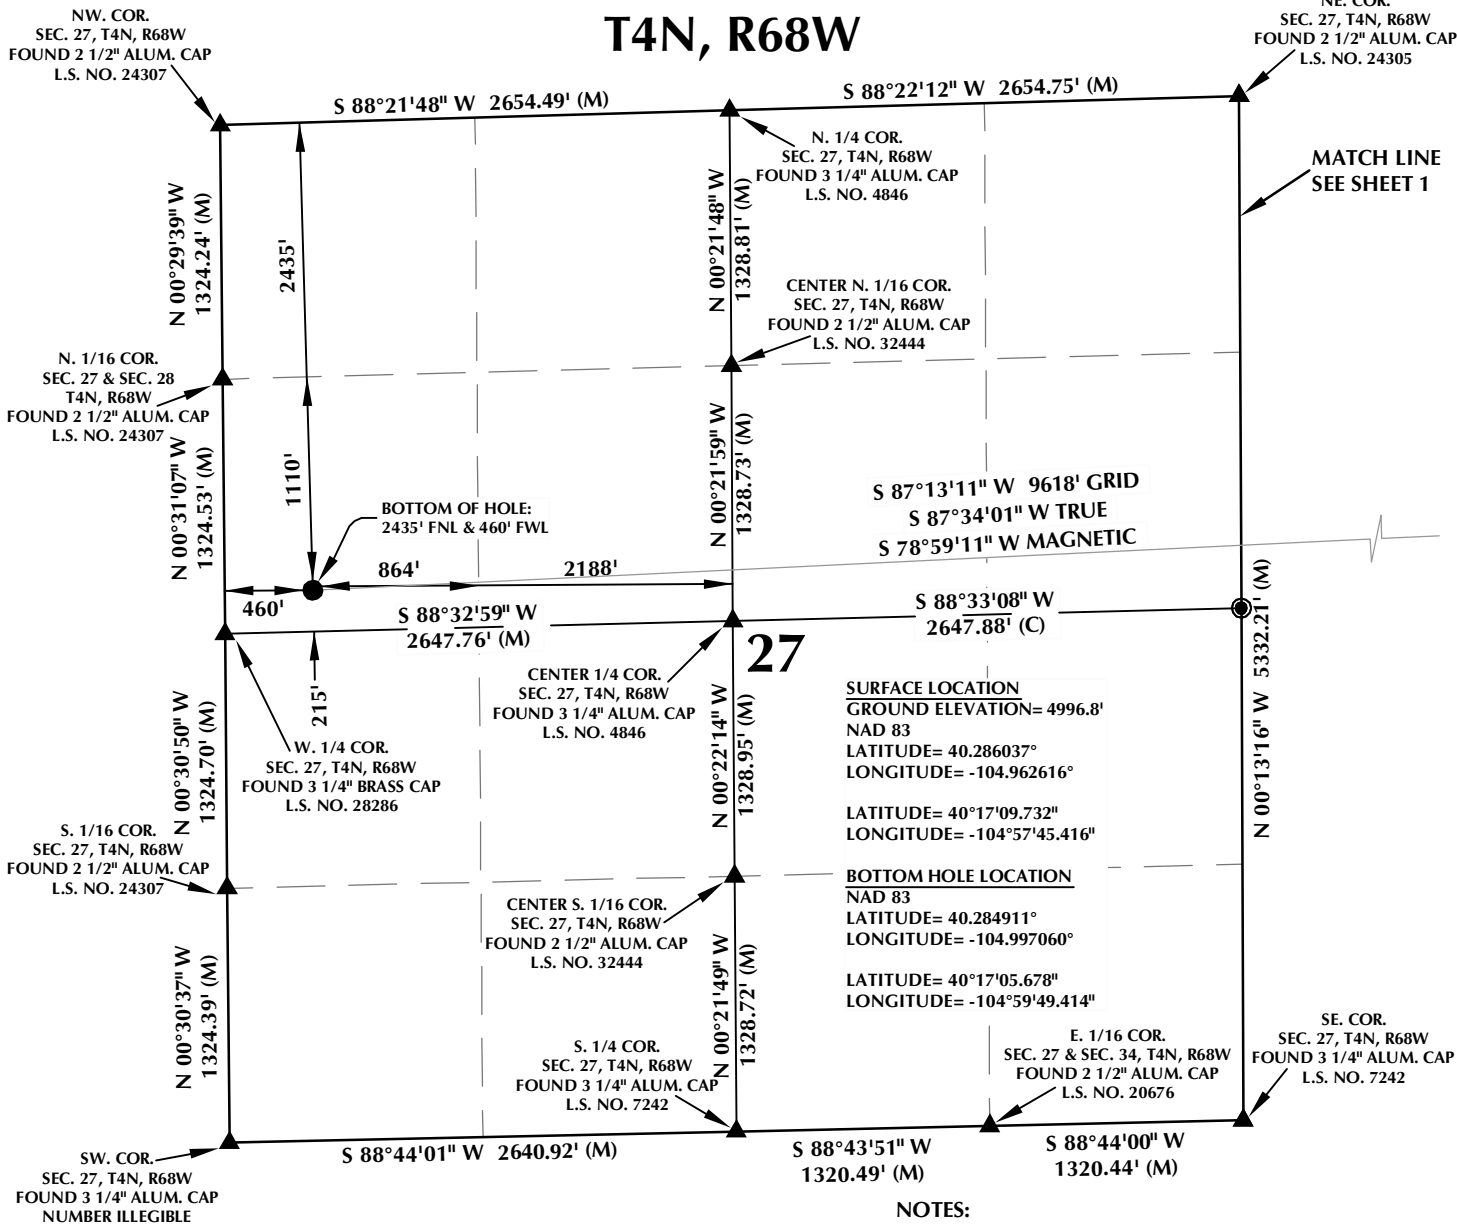 T4N, R68W
NW. COR.
SEC. 27, T4N, R68W
FOUND 2 1/2" ALUM. CAP
L.S. NO. 24307
NE. COR.
SEC. 27, T4N, R68W
FOUND 2 1/2" ALUM. CAP
L.S. NO. 24305
S 88°21'48" W 2654.49' (M)
S 88°22'12" W 2654.75' (M)
N. 1/4 COR.
SEC. 27, T4N, R68W
FOUND 3 1/4" ALUM. CAP
L.S. NO. 4846
MATCH LINE
SEE SHEET 1
N 00°29'39" W
1324.24' (M)
2435'
N 00°21'48" W
1328.81' (M)
CENTER N. 1/16 COR.
SEC. 27, T4N, R68W
FOUND 2 1/2" ALUM. CAP
L.S. NO. 32444
N. 1/16 COR.
SEC. 27 & SEC. 28
T4N, R68W
FOUND 2 1/2" ALUM. CAP
L.S. NO. 24307
N 00°31'07" W
1324.53' (M)
1110'
N 00°21'59" W
1328.73' (M)
BOTTOM OF HOLE:
2435' FNL & 460' FWL
S 87°13'11" W 9618' GRID
S 87°34'01" W TRUE
S 78°59'11" W MAGNETIC
460'
864'
2188'
S 88°32'59" W
2647.76' (M)
S 88°33'08" W
2647.88' (C)
N 00°13'16" W 5332.21' (M)
27
CENTER 1/4 COR.
SEC. 27, T4N, R68W
FOUND 3 1/4" ALUM. CAP
L.S. NO. 4846
215'
W. 1/4 COR.
SEC. 27, T4N, R68W
FOUND 3 1/4" BRASS CAP
L.S. NO. 28286
N 00°30'50" W
1324.70' (M)
N 00°22'14" W
1328.95' (M)
SURFACE LOCATION
GROUND ELEVATION= 4996.8'
NAD 83
LATITUDE= 40.286037°
LONGITUDE= -104.962616°
LATITUDE= 40°17'09.732"
LONGITUDE= -104°57'45.416"
BOTTOM HOLE LOCATION
NAD 83
LATITUDE= 40.284911°
LONGITUDE= -104.997060°
LATITUDE= 40°17'05.678"
LONGITUDE= -104°59'49.414"
S. 1/16 COR.
SEC. 27, T4N, R68W
FOUND 2 1/2" ALUM. CAP
L.S. NO. 24307
CENTER S. 1/16 COR.
SEC. 27, T4N, R68W
FOUND 2 1/2" ALUM. CAP
L.S. NO. 32444
N 00°30'37" W
1324.39' (M)
N 00°21'49" W
1328.72' (M)
S. 1/4 COR.
SEC. 27, T4N, R68W
FOUND 3 1/4" ALUM. CAP
L.S. NO. 7242
E. 1/16 COR.
SEC. 27 & SEC. 34, T4N, R68W
FOUND 2 1/2" ALUM. CAP
L.S. NO. 20676
SE. COR.
SEC. 27, T4N, R68W
FOUND 3 1/4" ALUM. CAP
L.S. NO. 7242
SW. COR.
SEC. 27, T4N, R68W
FOUND 3 1/4" ALUM. CAP
NUMBER ILLEGIBLE
S 88°44'01" W 2640.92' (M)
S 88°43'51" W
1320.49' (M)
S 88°44'00" W
1320.44' (M)
NOTES: